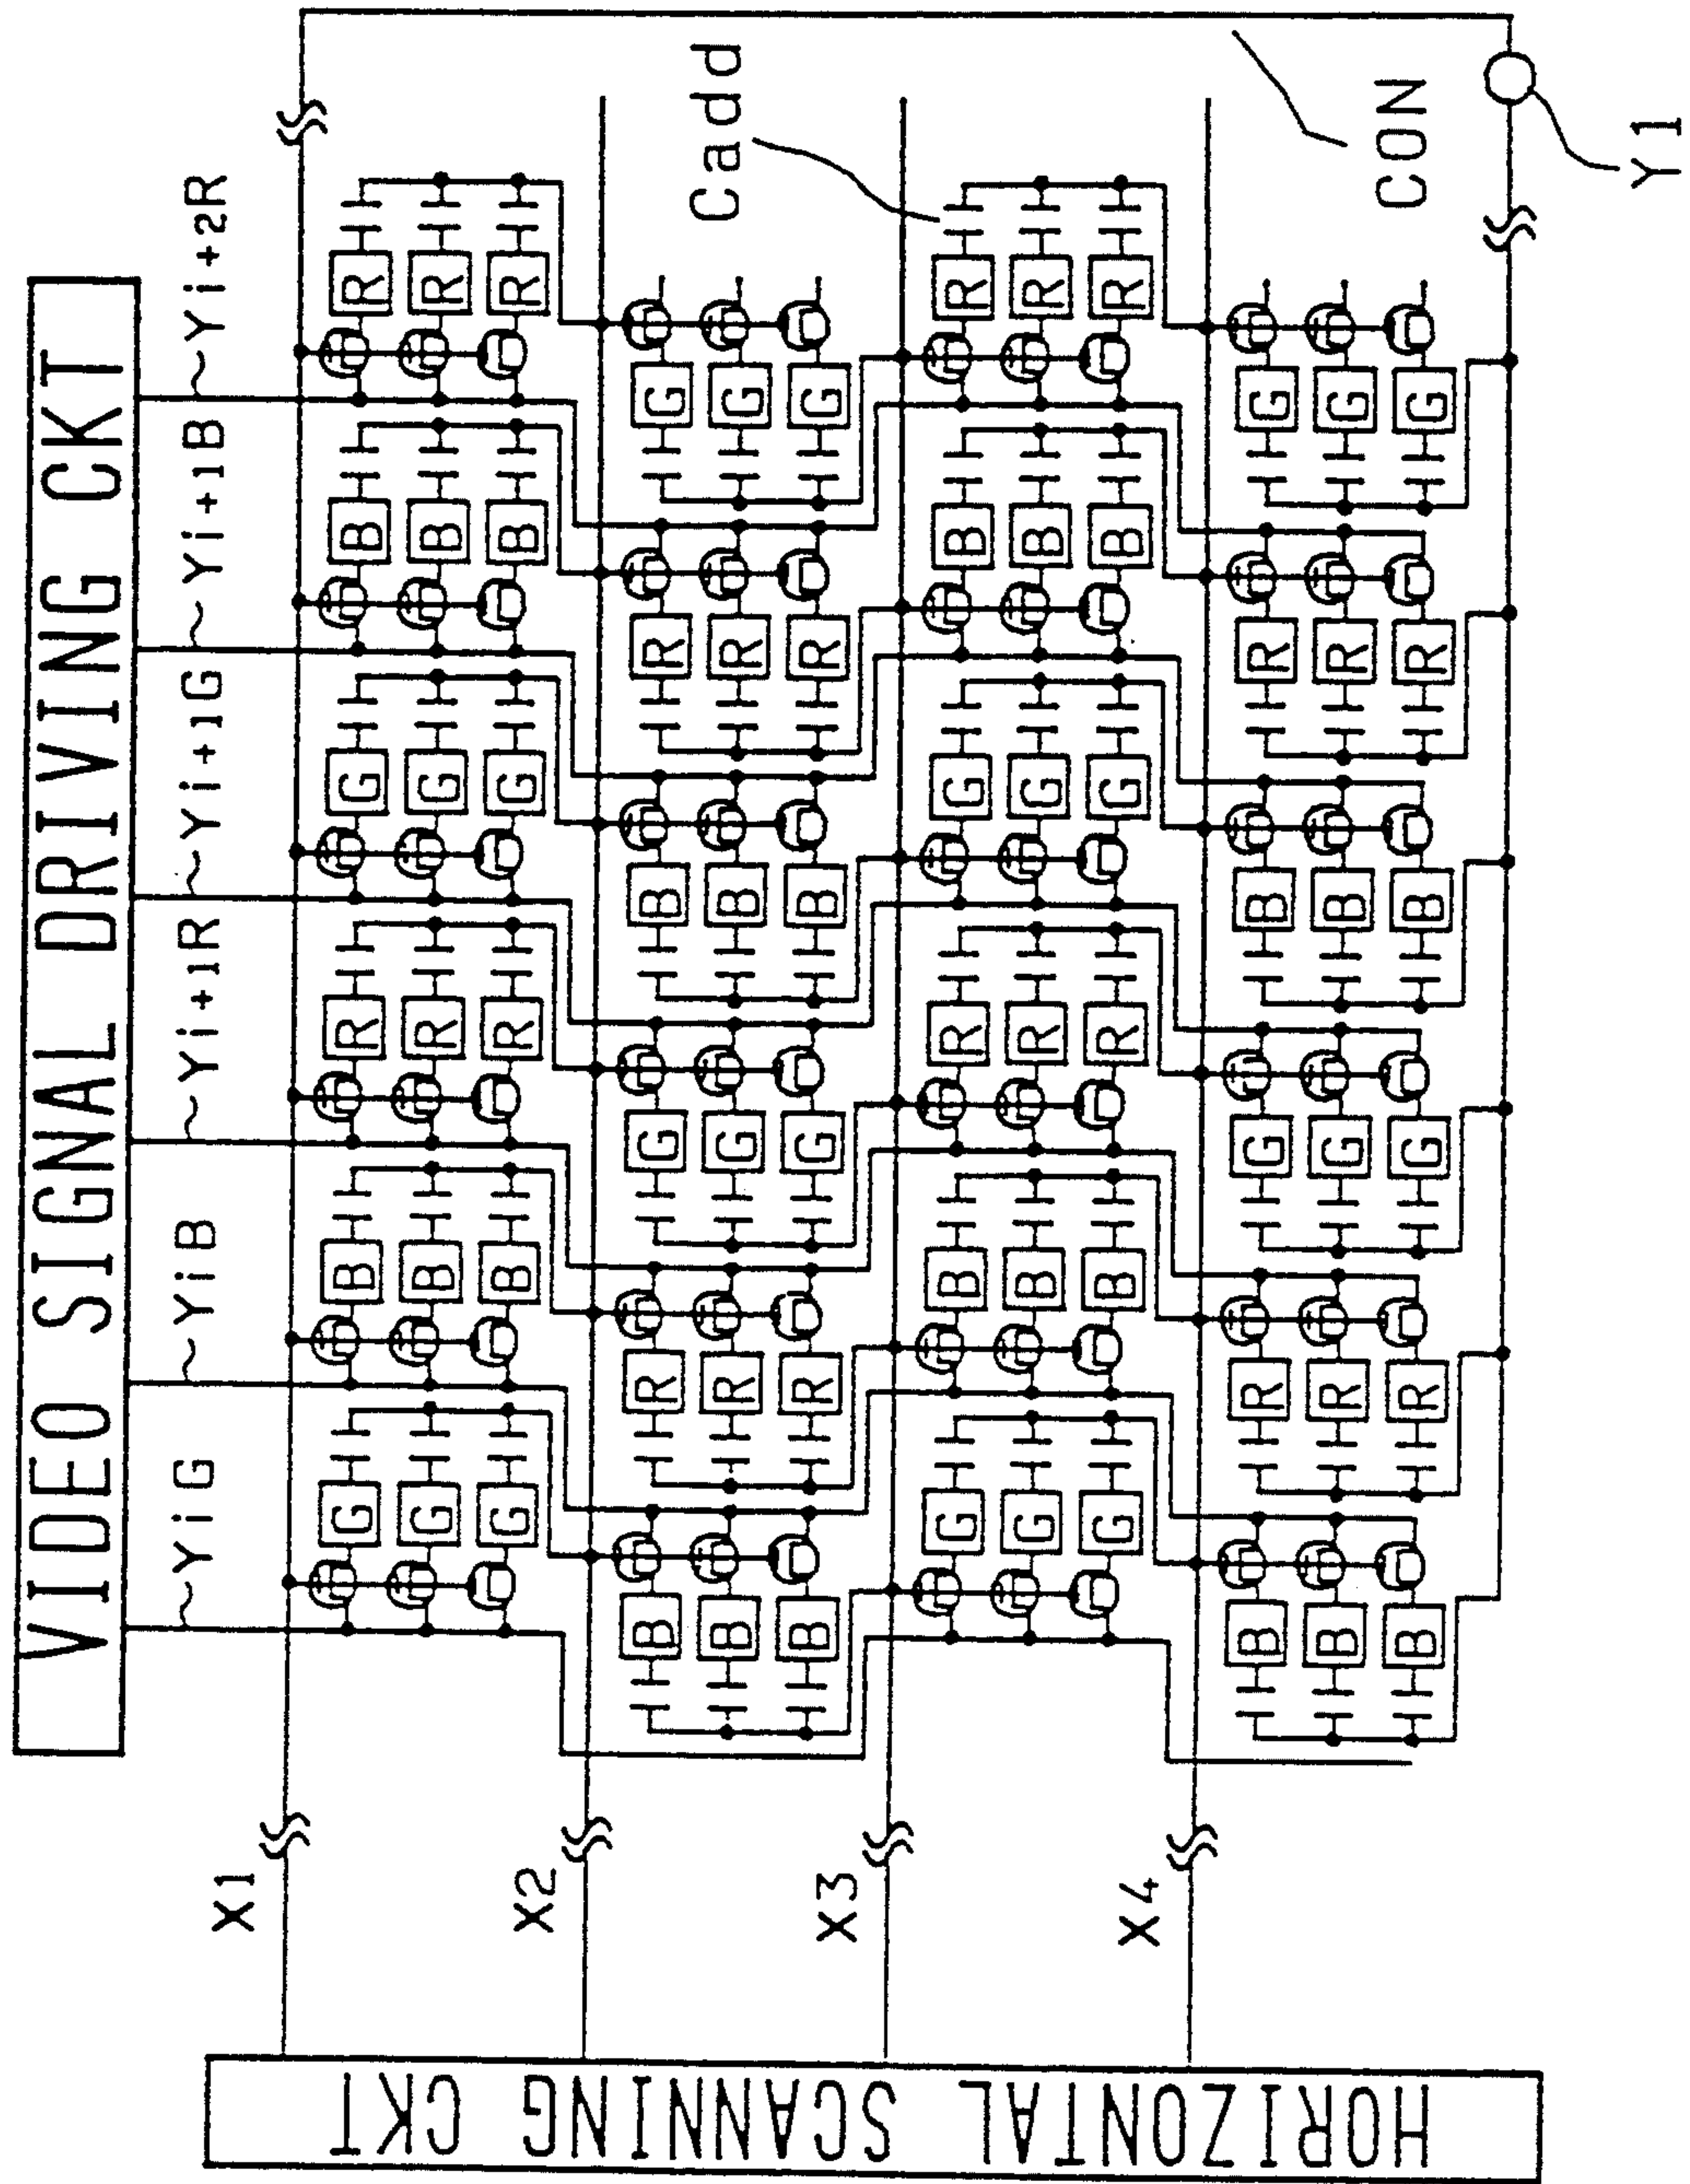 VIDEO SIGNAL DRIVING CKT
YiG YiB Yi+1R Yi+1G Yi+1B Yi+2R
HORIZONTAL SCANNING CKT
X1
G B R G B R
G B R G B R
G B R G B R
X2
B R G B R G
Cadd
B R G B R G
B R G B R G
X3
G B R G B R
G B R G B R
G B R G B R
X4
B R G B R G
B R G B R G
CON
B R G B R G
Y1